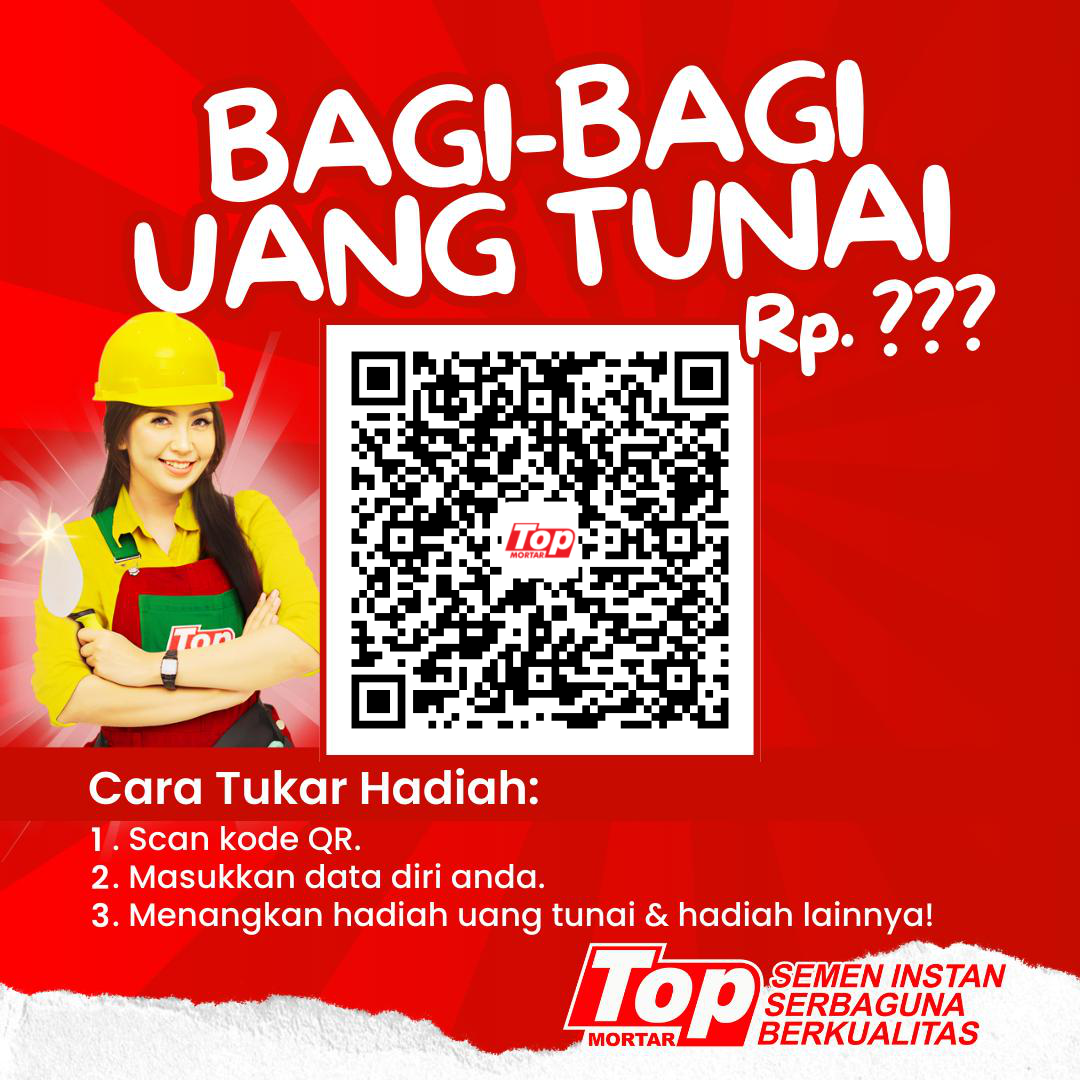 BAGI-BAGI
UANG TUNAI
Rp. ???
Top
MORTAR
Top
Cara Tukar Hadiah:
1. Scan kode QR.
2. Masukkan data diri anda.
3. Menangkan hadiah uang tunai & hadiah lainnya!
Top
MORTAR
SEMEN INSTAN
SERBAGUNA
BERKUALITAS